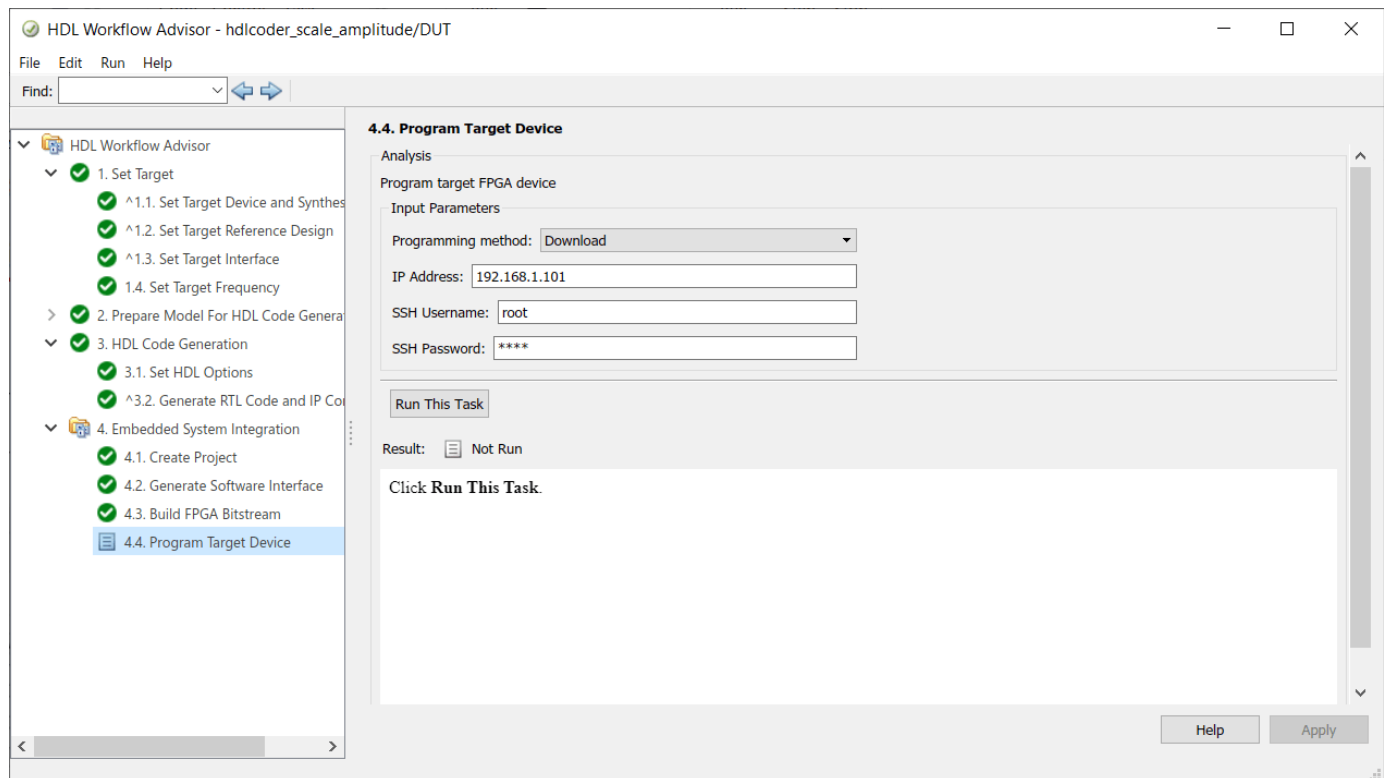 HDL Workflow Advisor - hdlcoder_scale_amplitude/DUT
File Edit Run Help
Find:
HDL Workflow Advisor
1. Set Target
^1.1. Set Target Device and Synthes
^1.2. Set Target Reference Design
^1.3. Set Target Interface
1.4. Set Target Frequency
2. Prepare Model For HDL Code Genera
3. HDL Code Generation
3.1. Set HDL Options
^3.2. Generate RTL Code and IP Co
4. Embedded System Integration
4.1. Create Project
4.2. Generate Software Interface
4.3. Build FPGA Bitstream
4.4. Program Target Device
4.4. Program Target Device
Analysis
Program target FPGA device
Input Parameters
Programming method: Download
IP Address: 192.168.1.101
SSH Username: root
SSH Password: ****
Run This Task
Result: Not Run
Click Run This Task.
Help Apply